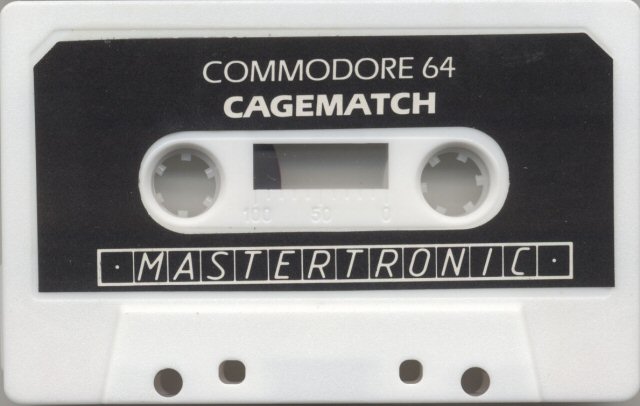 COMMODORE 64
CAGEMATCH
100 50 0
· MASTERTRONIC ·